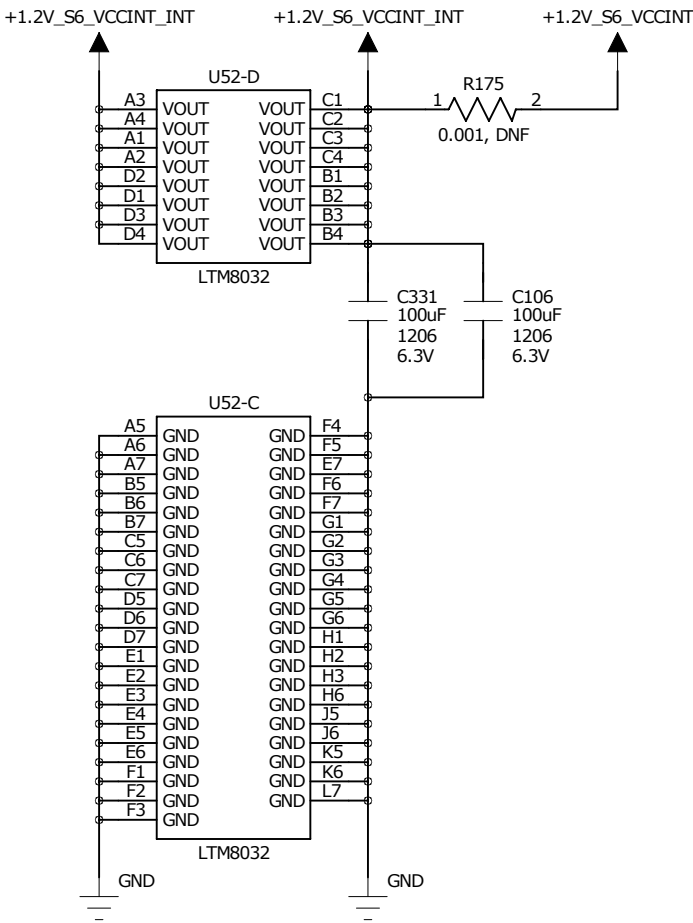 +1.2V_S6_VCCINT_INT +1.2V_S6_VCCINT_INT +1.2V_S6_VCCINT
U52-D
R175
1 2
0.001, DNF
A3 VOUT VOUT C1
A4 VOUT VOUT C2
A1 VOUT VOUT C3
A2 VOUT VOUT C4
D2 VOUT VOUT B1
D1 VOUT VOUT B2
D3 VOUT VOUT B3
D4 VOUT VOUT B4
LTM8032
C331 C106
100uF 100uF
1206 1206
6.3V 6.3V
U52-C
A5 GND GND F4
A6 GND GND F5
A7 GND GND E7
B5 GND GND F6
B6 GND GND F7
B7 GND GND G1
C5 GND GND G2
C6 GND GND G3
C7 GND GND G4
D5 GND GND G5
D6 GND GND G6
D7 GND GND H1
E1 GND GND H2
E2 GND GND H3
E3 GND GND H6
E4 GND GND J5
E5 GND GND J6
E6 GND GND K5
F1 GND GND K6
F2 GND GND L7
F3 GND
LTM8032
GND GND